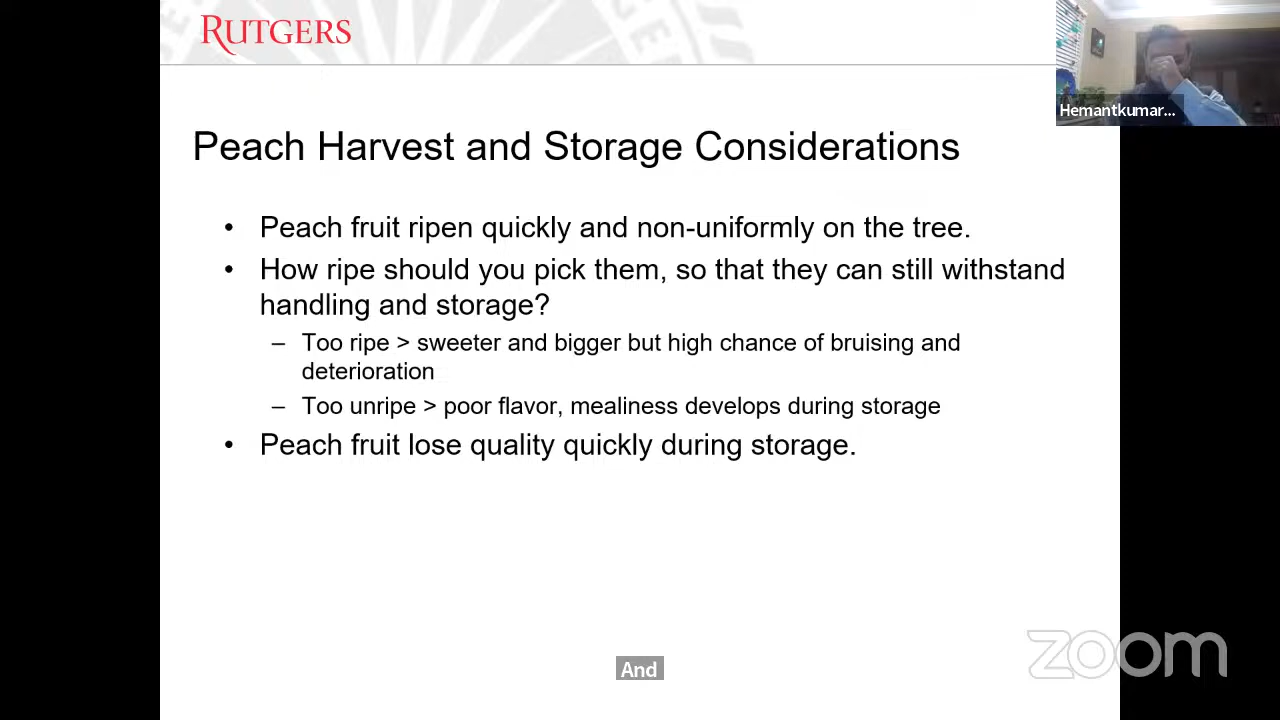 RUTGERS
Hemantkumar...
Peach Harvest and Storage Considerations
• Peach fruit ripen quickly and non-uniformly on the tree.
• How ripe should you pick them, so that they can still withstand
handling and storage?
– Too ripe > sweeter and bigger but high chance of bruising and
deterioration
– Too unripe > poor flavor, mealiness develops during storage
• Peach fruit lose quality quickly during storage.
zoom
And